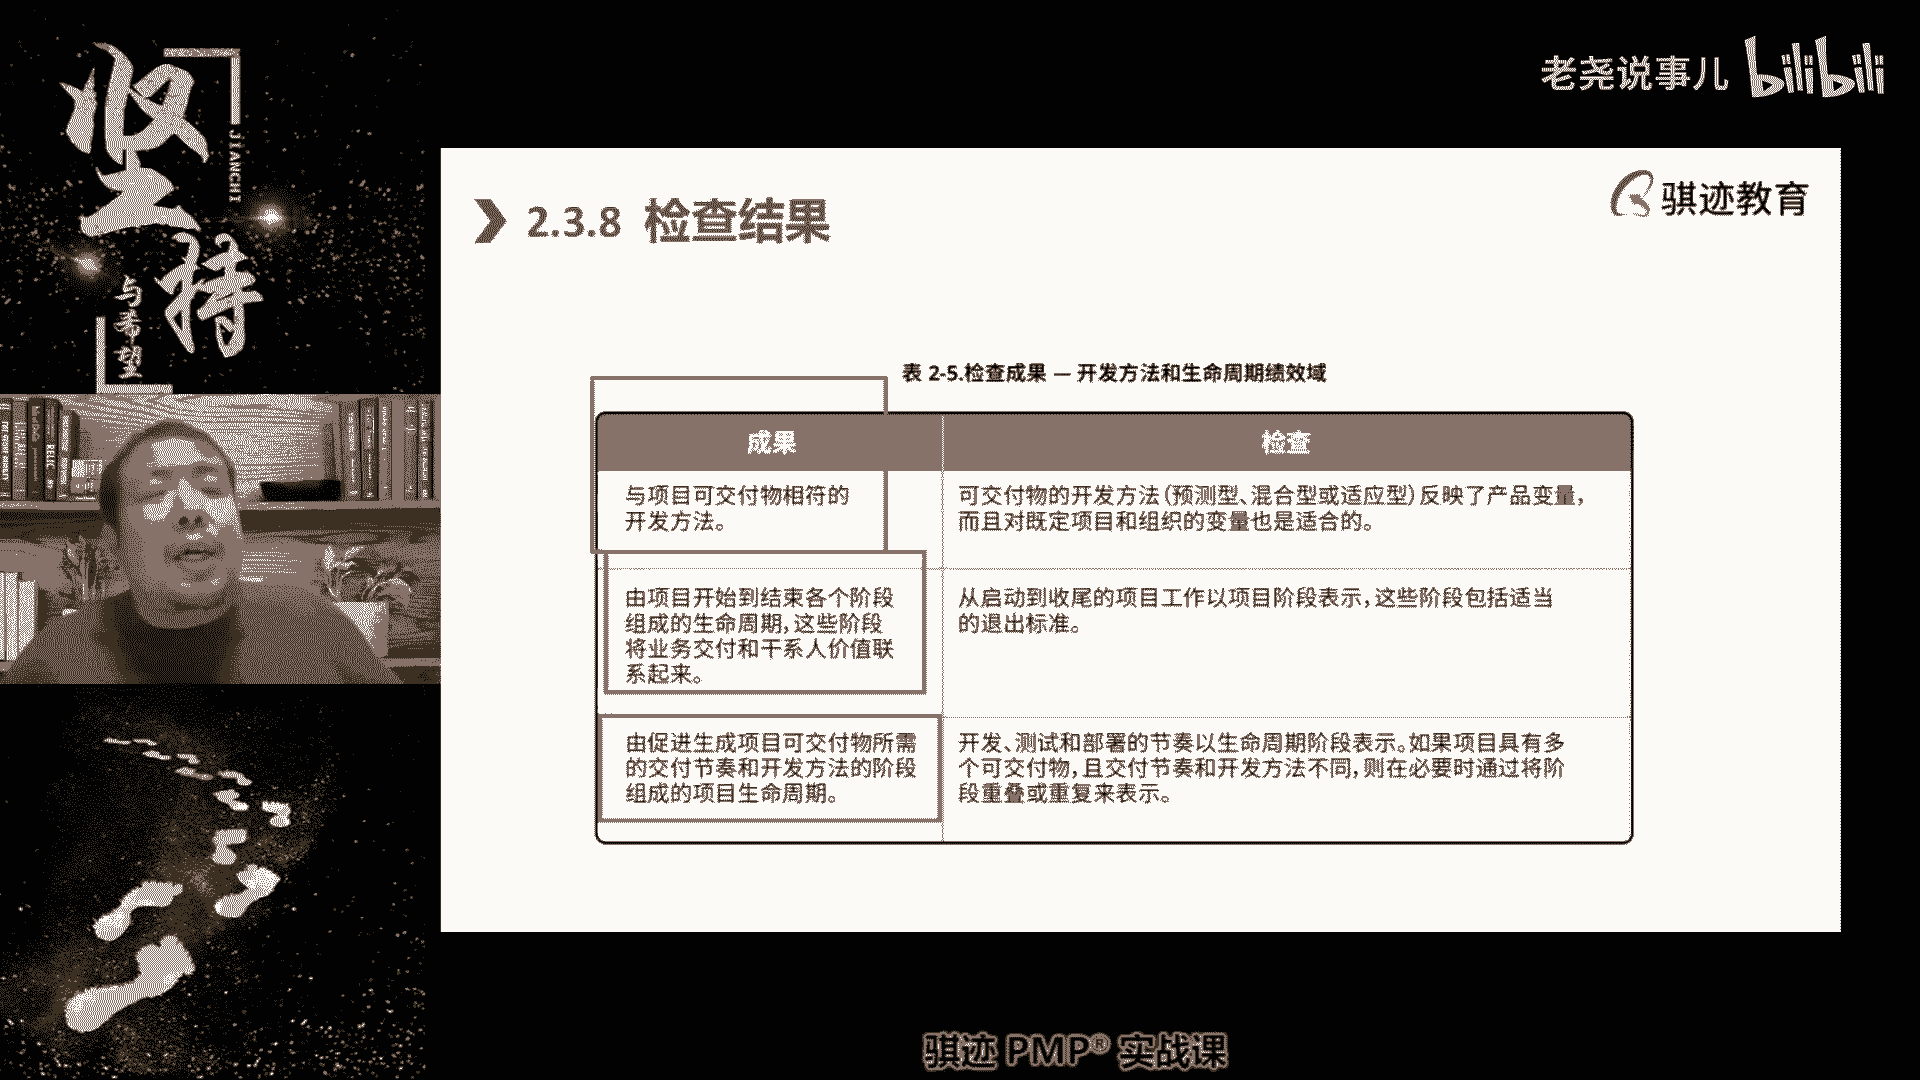 坚
JIANCHI
持
与希望
老尧说事儿 bilibili
骐迹教育
2.3.8 检查结果
表 2-5.检查成果 — 开发方法和生命周期绩效域
成果
检查
与项目可交付物相符的
开发方法。
可交付物的开发方法（预测型、混合型或适应型）反映了产品变量，
而且对既定项目和组织的变量也是适合的。
由项目开始到结束各个阶段
组成的生命周期，这些阶段
将业务交付和干系人价值联
系起来。
从启动到收尾的项目工作以项目阶段表示，这些阶段包括适当
的退出标准。
由促进生成项目可交付物所需
的交付节奏和开发方法的阶段
组成的项目生命周期。
开发、测试和部署的节奏以生命周期阶段表示。如果项目具有多
个可交付物，且交付节奏和开发方法不同，则在必要时通过将阶
段重叠或重复来表示。
骐迹 PMP® 实战课